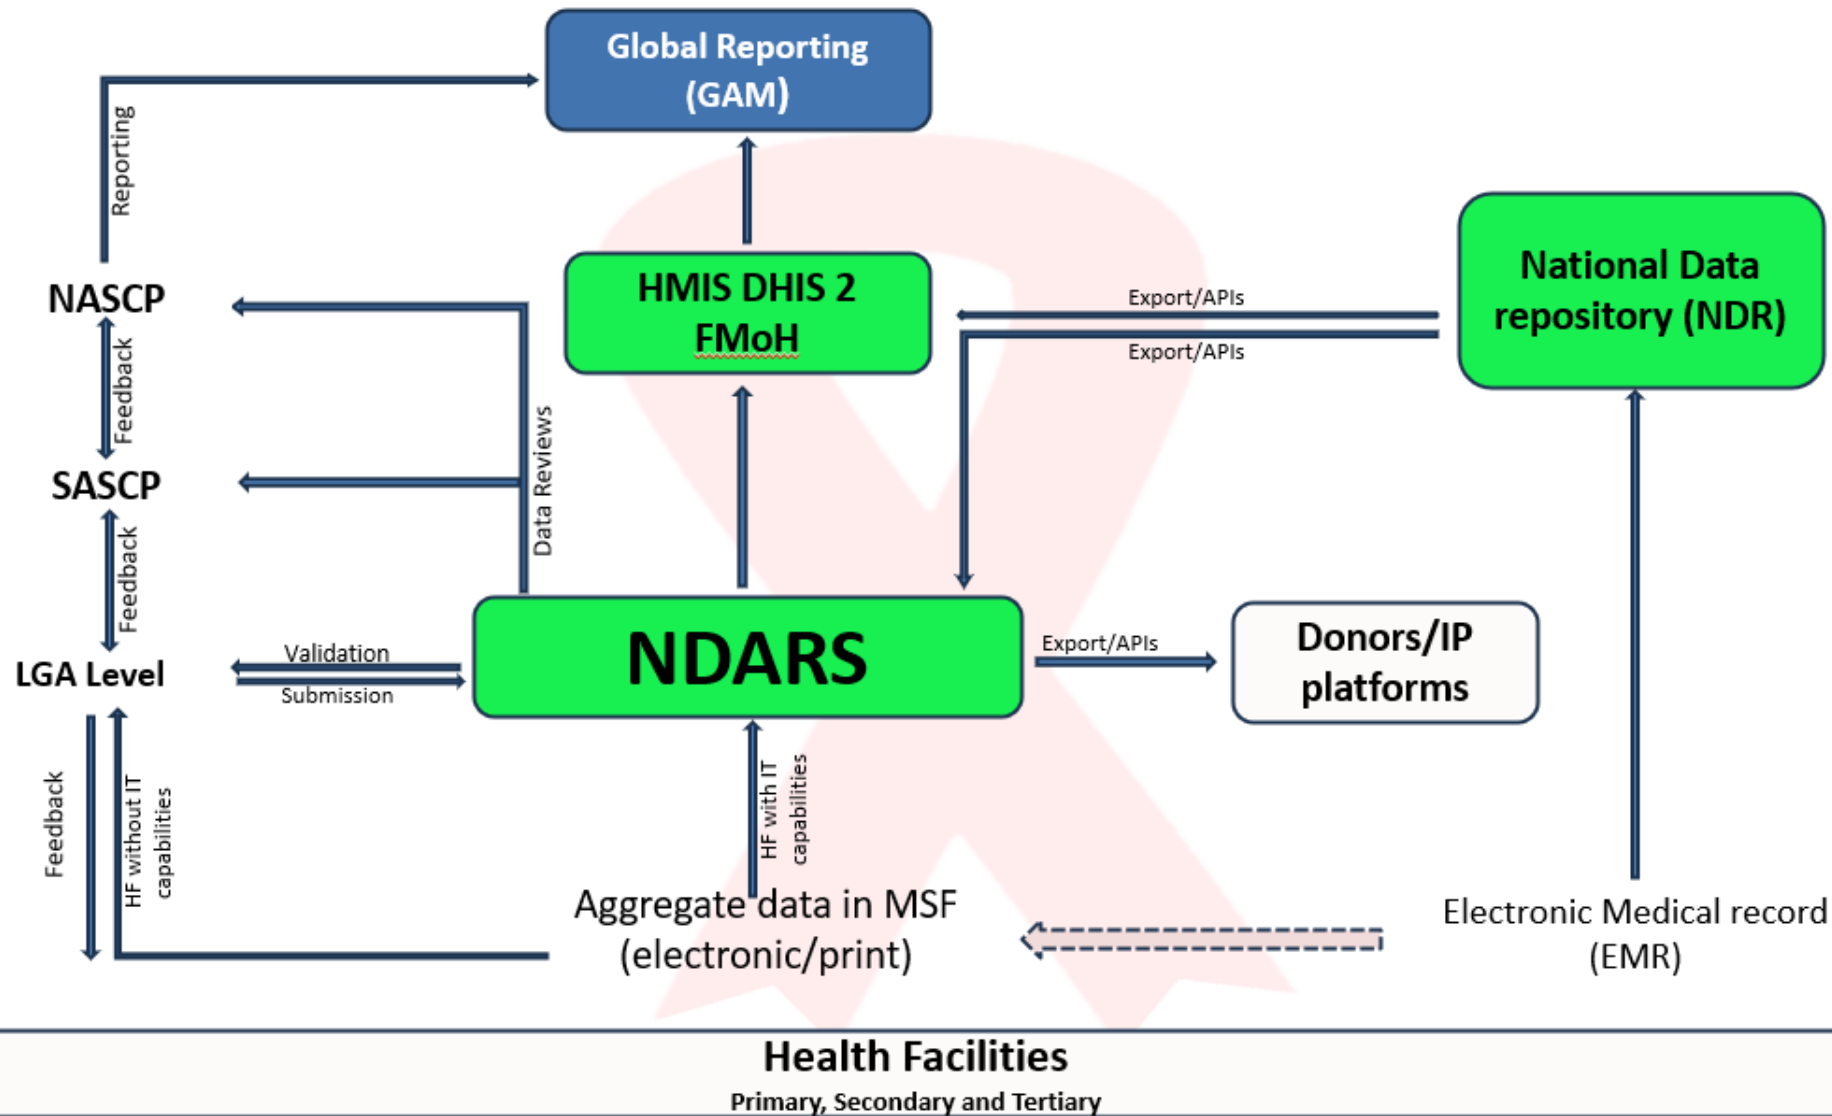 Global Reporting
(GAM)
Reporting
NASCP
HMIS DHIS 2
FMoH
Export/APIs
Export/APIs
National Data
repository (NDR)
Feedback
Data Reviews
SASCP
Feedback
LGA Level
Validation
Submission
NDARS
Export/APIs
Donors/IP
platforms
Feedback
HF without IT
capabilities
HF with IT
capabilities
Aggregate data in MSF
(electronic/print)
Electronic Medical record
(EMR)
Health Facilities
Primary, Secondary and Tertiary